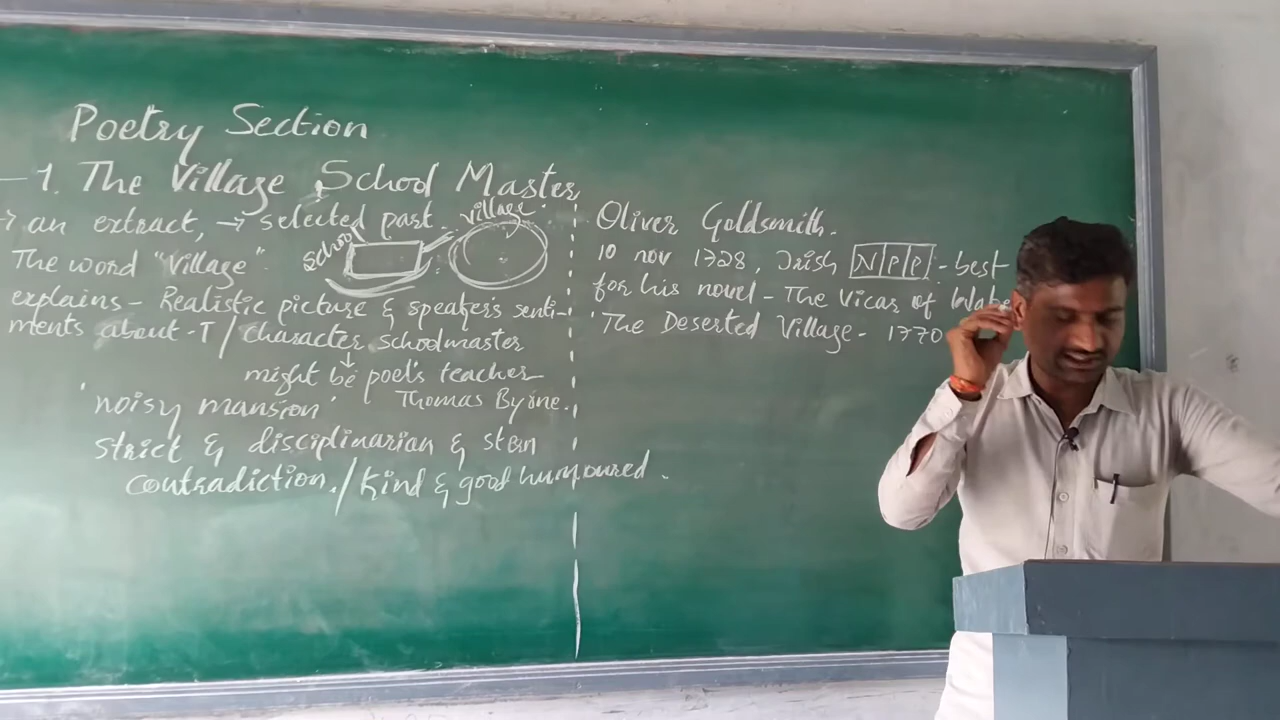 Poetry Section
- 1. The Village School Master
→ an extract, → selected part.
village
school
The word "Village"
explains - Realistic picture & speaker's senti-
ments about - T / character schoolmaster
might be poet's teacher
'noisy mansion' Thomas Byrne.
strict & disciplinarian & stern
contradiction. / Kind & good humoured.
Oliver Goldsmith.
10 nov 1728, Irish N P P - best
for his novel - The Vicar of Wake
'The Deserted Village - 1770